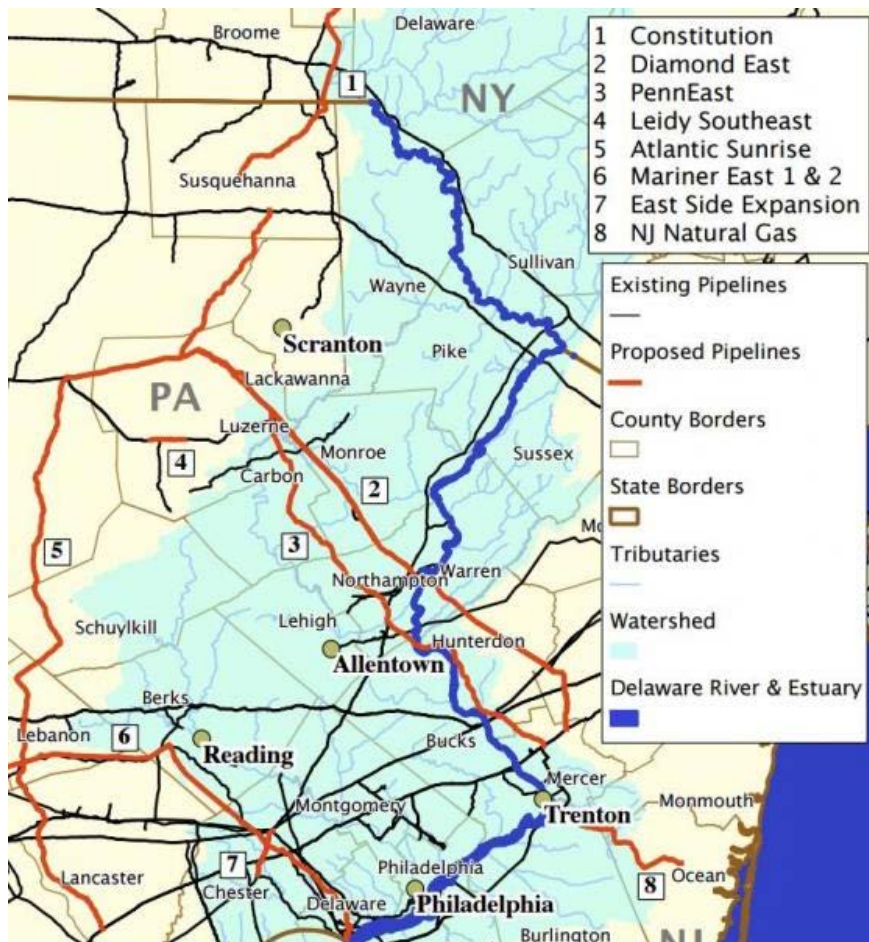 Broome
Delaware
1
NY
Susquehanna
Sullivan
Wayne
Scranton
Pike
Lackawanna
PA
Luzerne
Monroe
4
Carbon
2
Sussex
5
3
Northampton
Warren
Schuylkill
Lehigh
Hunterdon
Allentown
Berks
Lebanon
6
Reading
Bucks
Mercer
Montgomery
Trenton
Monmouth
7
Lancaster
Chester
Philadelphia
8
Ocean
Delaware
Philadelphia
Burlington
1 Constitution
2 Diamond East
3 PennEast
4 Leidy Southeast
5 Atlantic Sunrise
6 Mariner East 1 & 2
7 East Side Expansion
8 NJ Natural Gas
Existing Pipelines
Proposed Pipelines
County Borders
State Borders
Tributaries
Watershed
Delaware River & Estuary